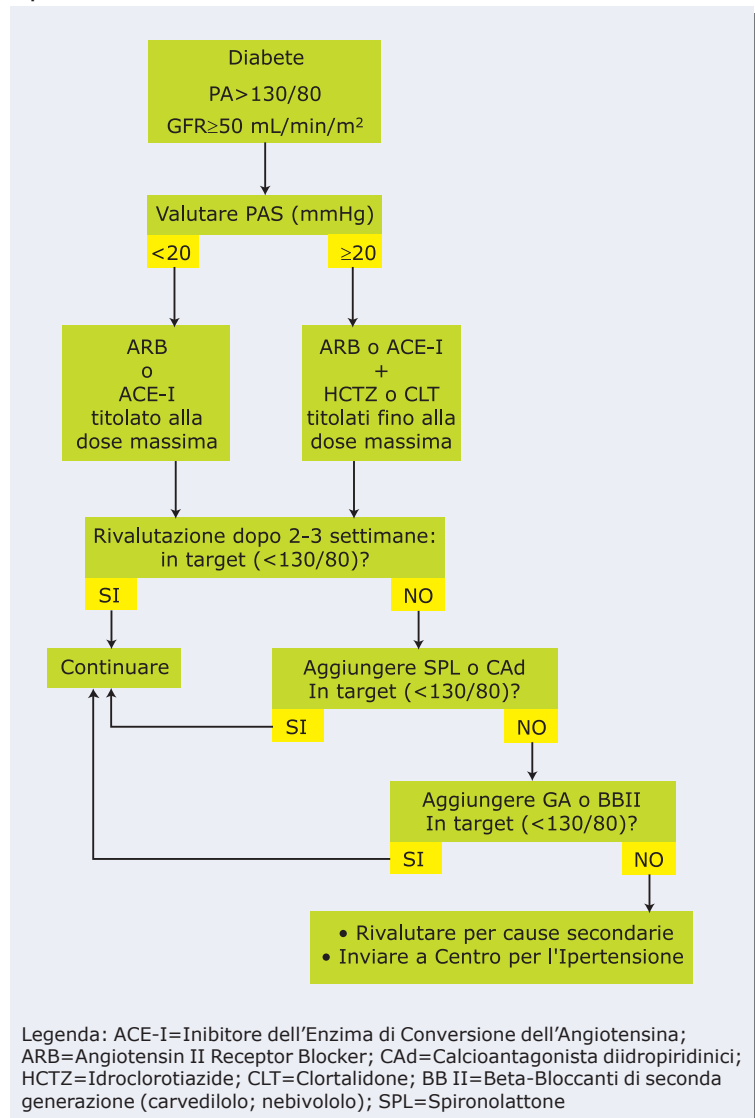 Diabete
PA>130/80
GFR≥50 mL/min/m²
Valutare PAS (mmHg)
<20
≥20
ARB
o
ACE-I
titolato alla
dose massima
ARB o ACE-I
+
HCTZ o CLT
titolati fino alla
dose massima
Rivalutazione dopo 2-3 settimane:
in target (<130/80)?
SI
NO
Continuare
Aggiungere SPL o CAd
In target (<130/80)?
SI
NO
Aggiungere GA o BBII
In target (<130/80)?
SI
NO
• Rivalutare per cause secondarie
• Inviare a Centro per l'Ipertensione
Legenda: ACE-I=Inibitore dell’Enzima di Conversione dell’Angiotensina;
ARB=Angiotensin II Receptor Blocker; CAd=Calcioantagonista diidropiridinici;
HCTZ=Idroclorotiazide; CLT=Clortalidone; BB II=Beta-Bloccanti di seconda
generazione (carvedilolo; nebivololo); SPL=Spironolattone